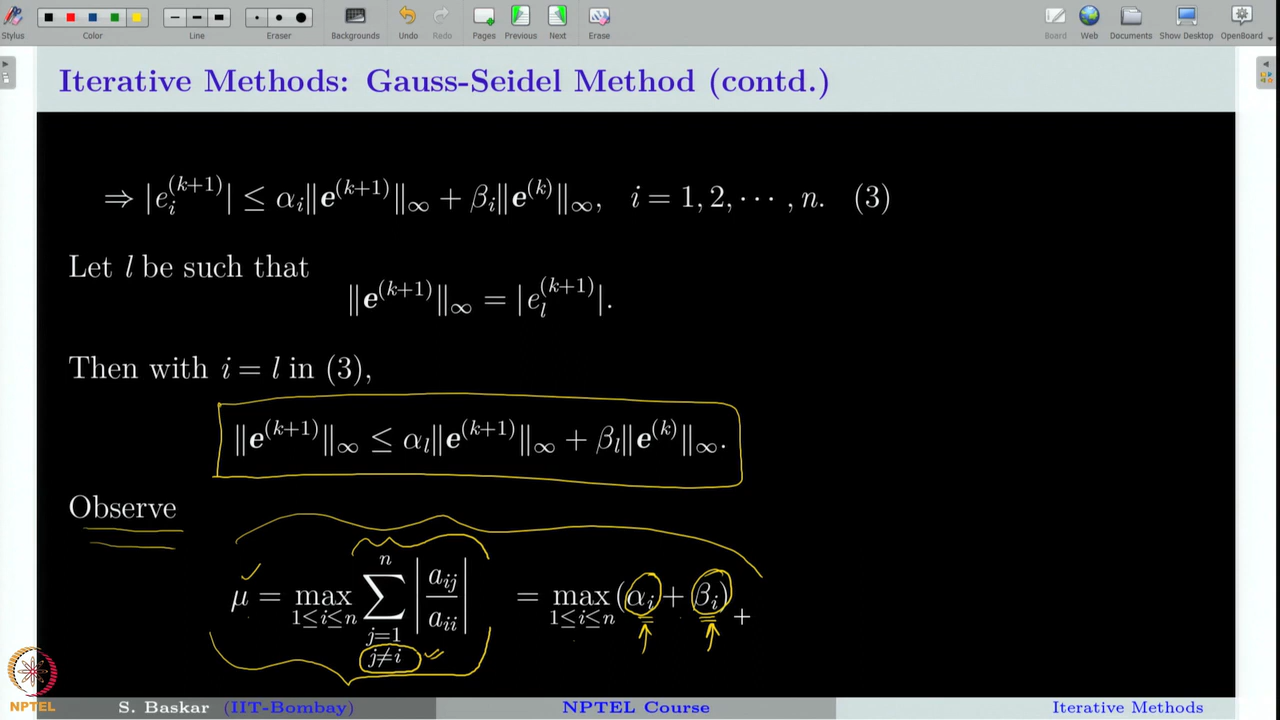 Stylus Color Line Eraser Backgrounds Undo Redo Pages Previous Next Erase Board Web Documents Show Desktop OpenBoard
Iterative Methods: Gauss-Seidel Method (contd.)
⇒ |e_i^{(k+1)}| ≤ α_i‖e^{(k+1)}‖_∞ + β_i‖e^{(k)}‖_∞, i = 1, 2, ⋯ , n. (3)
Let l be such that
‖e^{(k+1)}‖_∞ = |e_l^{(k+1)}|.
Then with i = l in (3),
‖e^{(k+1)}‖_∞ ≤ α_l‖e^{(k+1)}‖_∞ + β_l‖e^{(k)}‖_∞.
Observe
μ = max_{1≤i≤n} ∑_{j=1, j≠i}^{n} |a_{ij}/a_{ii}| = max_{1≤i≤n} (α_i + β_i)
NPTEL
S. Baskar (IIT-Bombay) NPTEL Course Iterative Methods